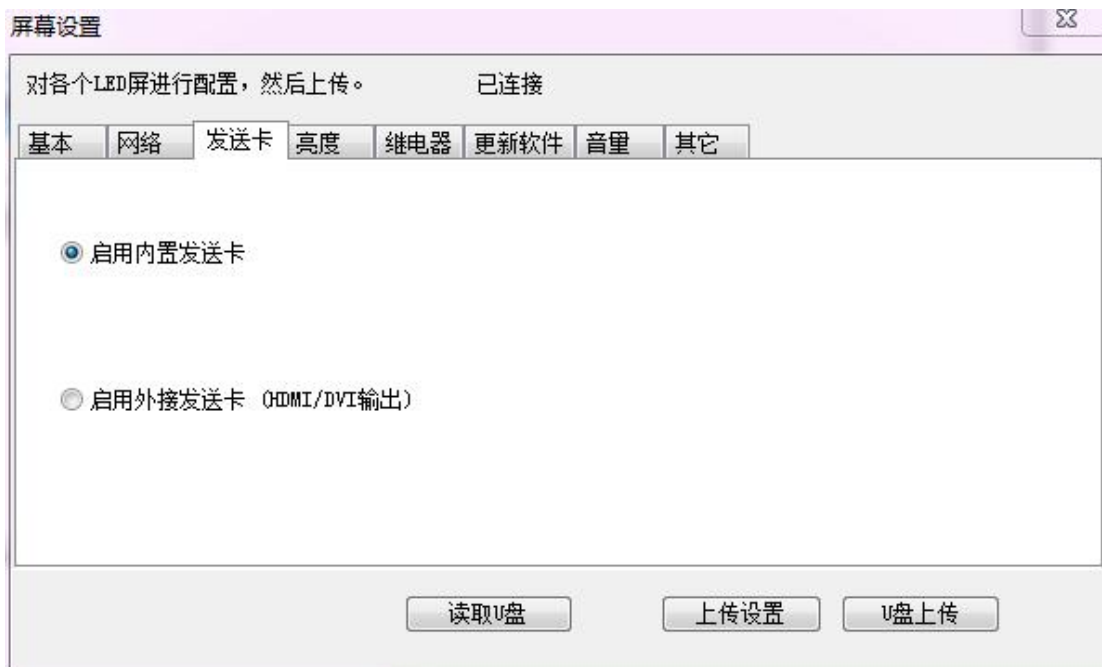 屏幕设置
对各个LED屏进行配置，然后上传。 已连接
基本 网络 发送卡 亮度 继电器 更新软件 音量 其它
启用内置发送卡
启用外接发送卡 (HDMI/DVI输出)
读取U盘 上传设置 U盘上传